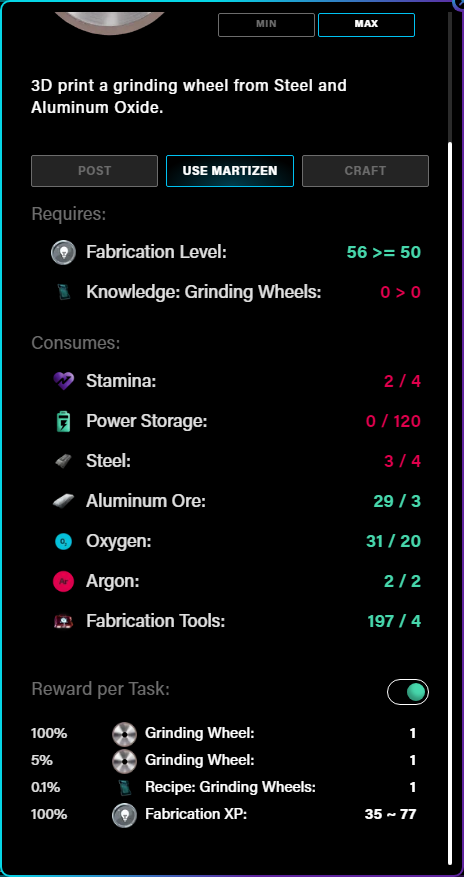 MIN MAX
3D print a grinding wheel from Steel and
Aluminum Oxide.
POST USE MARTIZEN CRAFT
Requires:
Fabrication Level: 56 >= 50
Knowledge: Grinding Wheels: 0 > 0
Consumes:
Stamina: 2 / 4
Power Storage: 0 / 120
Steel: 3 / 4
Aluminum Ore: 29 / 3
O₂ Oxygen: 31 / 20
Ar Argon: 2 / 2
Fabrication Tools: 197 / 4
Reward per Task:
100% Grinding Wheel: 1
5% Grinding Wheel: 1
0.1% Recipe: Grinding Wheels: 1
100% Fabrication XP: 35 ~ 77